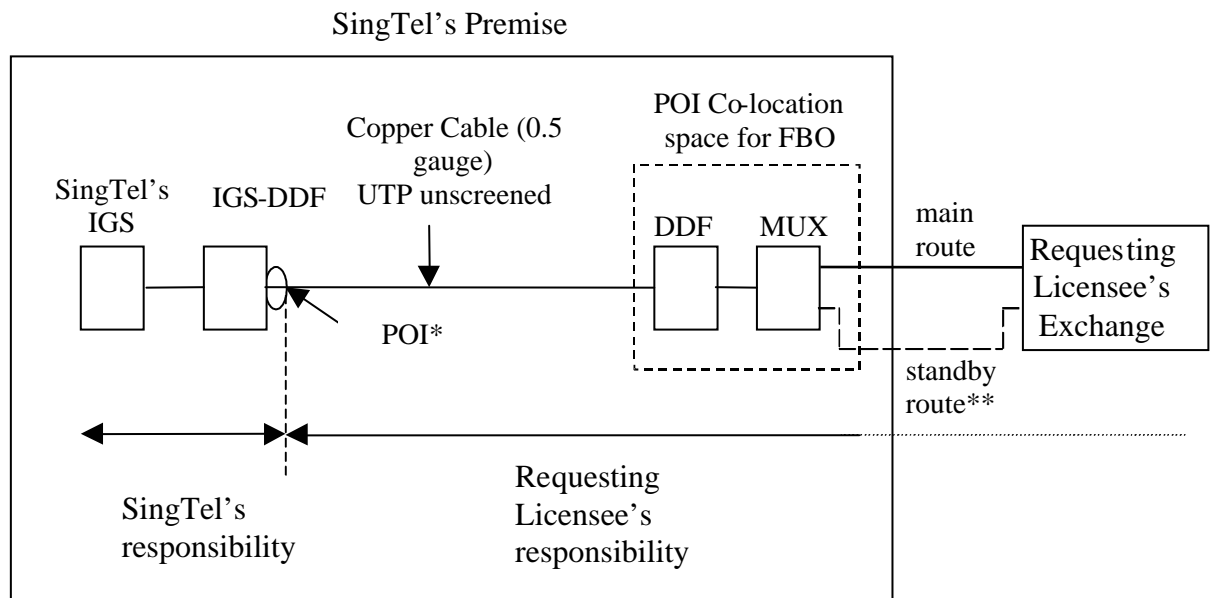 SingTel's Premise
POI Co-location
space for FBO
Copper Cable (0.5
gauge)
UTP unscreened
SingTel's
IGS
IGS-DDF
DDF
MUX
main
route
Requesting
Licensee's
Exchange
POI*
standby
route**
SingTel's
responsibility
Requesting
Licensee's
responsibility